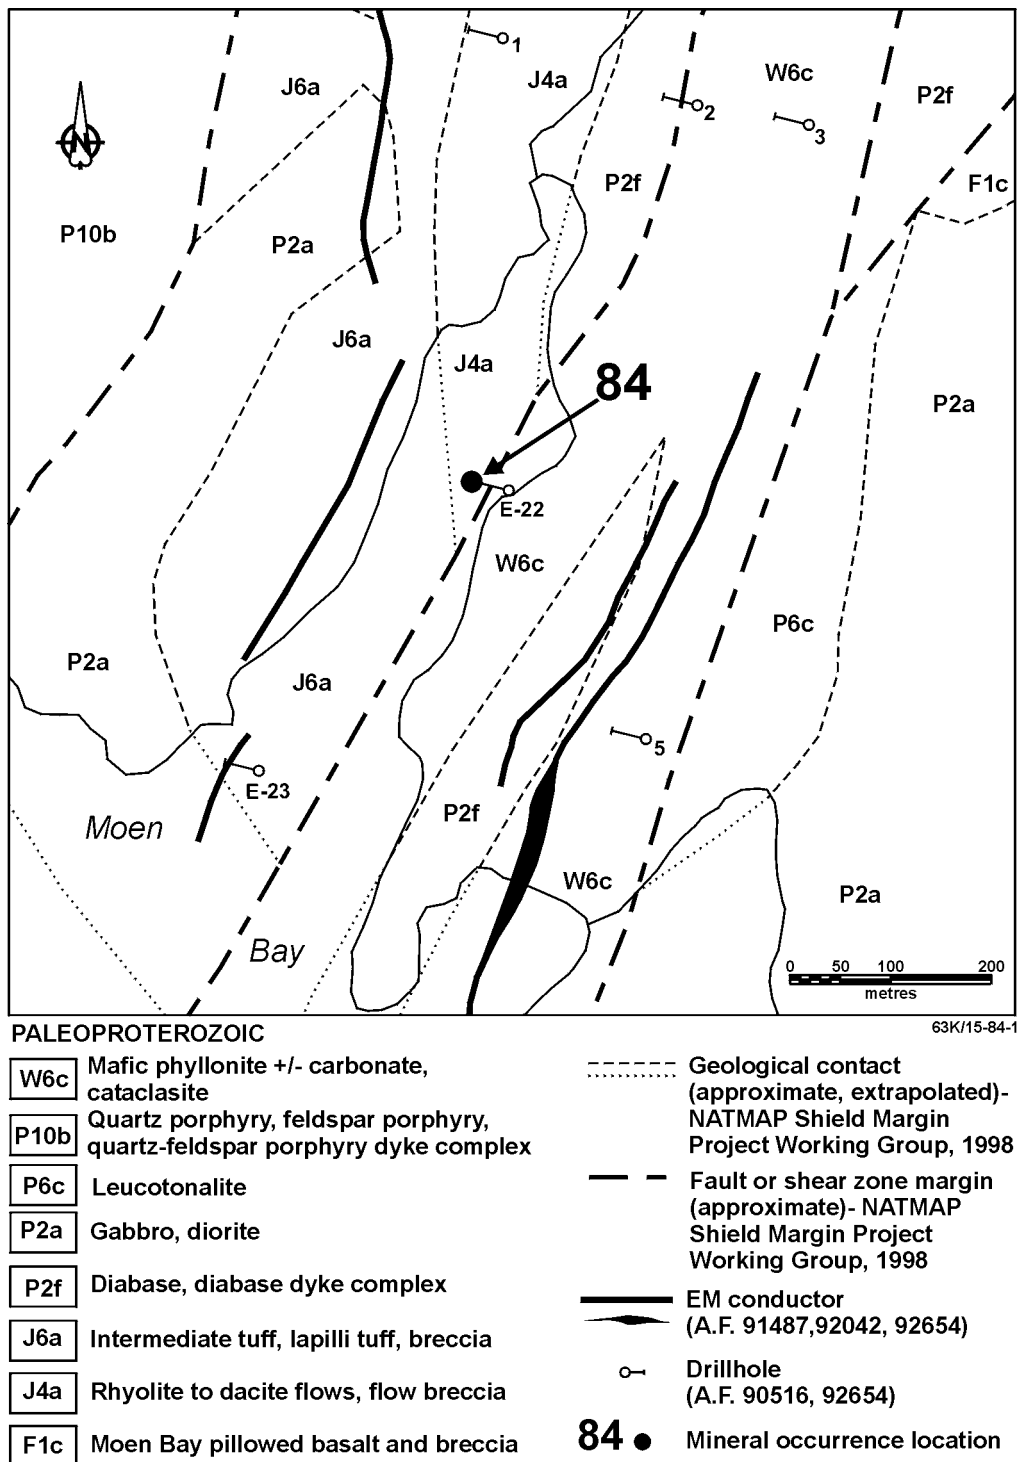 1
J6a
J4a
W6c
P2f
2
3
N
P2f
F1c
P10b
P2a
J6a
J4a
84
P2a
E-22
W6c
P6c
P2a
J6a
5
E-23
Moen
P2f
W6c
P2a
Bay
0 50 100 200
metres
63K/15-84-1
PALEOPROTEROZOIC
W6c Mafic phyllonite +/- carbonate,
cataclasite
P10b Quartz porphyry, feldspar porphyry,
quartz-feldspar porphyry dyke complex
P6c Leucotonalite
P2a Gabbro, diorite
P2f Diabase, diabase dyke complex
J6a Intermediate tuff, lapilli tuff, breccia
J4a Rhyolite to dacite flows, flow breccia
F1c Moen Bay pillowed basalt and breccia
Geological contact
(approximate, extrapolated)-
NATMAP Shield Margin
Project Working Group, 1998
Fault or shear zone margin
(approximate)- NATMAP
Shield Margin Project
Working Group, 1998
EM conductor
(A.F. 91487,92042, 92654)
Drillhole
(A.F. 90516, 92654)
84 Mineral occurrence location